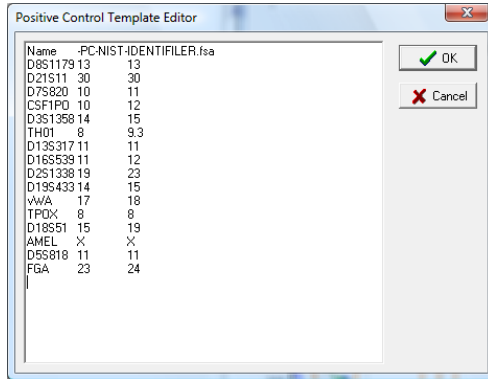 Positive Control Template Editor
Name -PC-NIST-IDENTIFILER.fsa
D8S1179 13 13
D21S11 30 30
D7S820 10 11
CSF1PO 10 12
D3S1358 14 15
TH01 8 9.3
D13S317 11 11
D16S539 11 12
D2S1338 19 23
D19S433 14 15
vWA 17 18
TPOX 8 8
D18S51 15 19
AMEL X X
D5S818 11 11
FGA 23 24
OK
Cancel